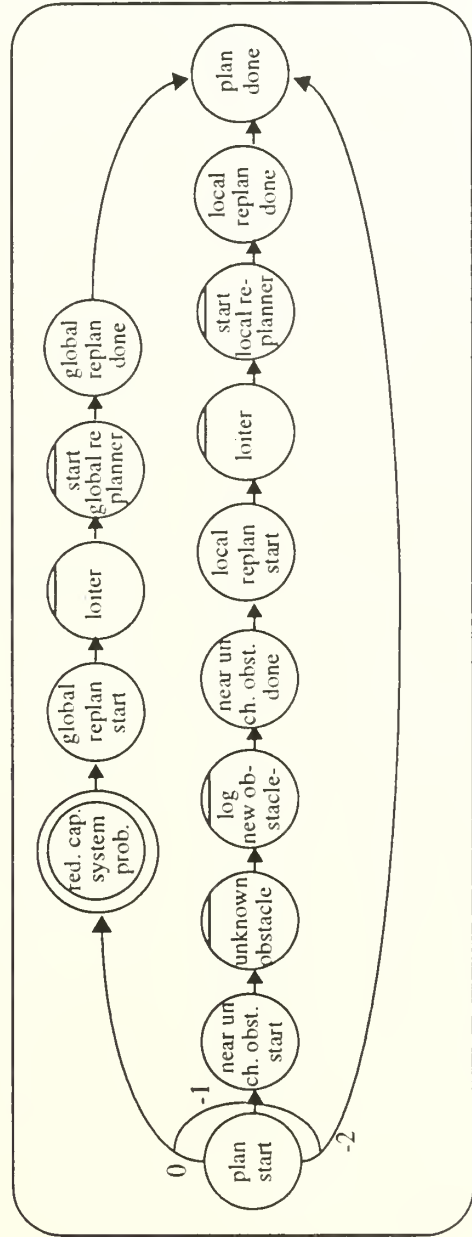 0
-1
-2
plan
start
red. cap.
system
prob.
global
replan
start
loiter
start
global re
planner
global
replan
done
near un
ch. obst.
start
unknown
obstacle
log
new ob-
stacle-
near un
ch. obst.
done
local
replan
start
loiter
start
local re-
planner
local
replan
done
plan
done